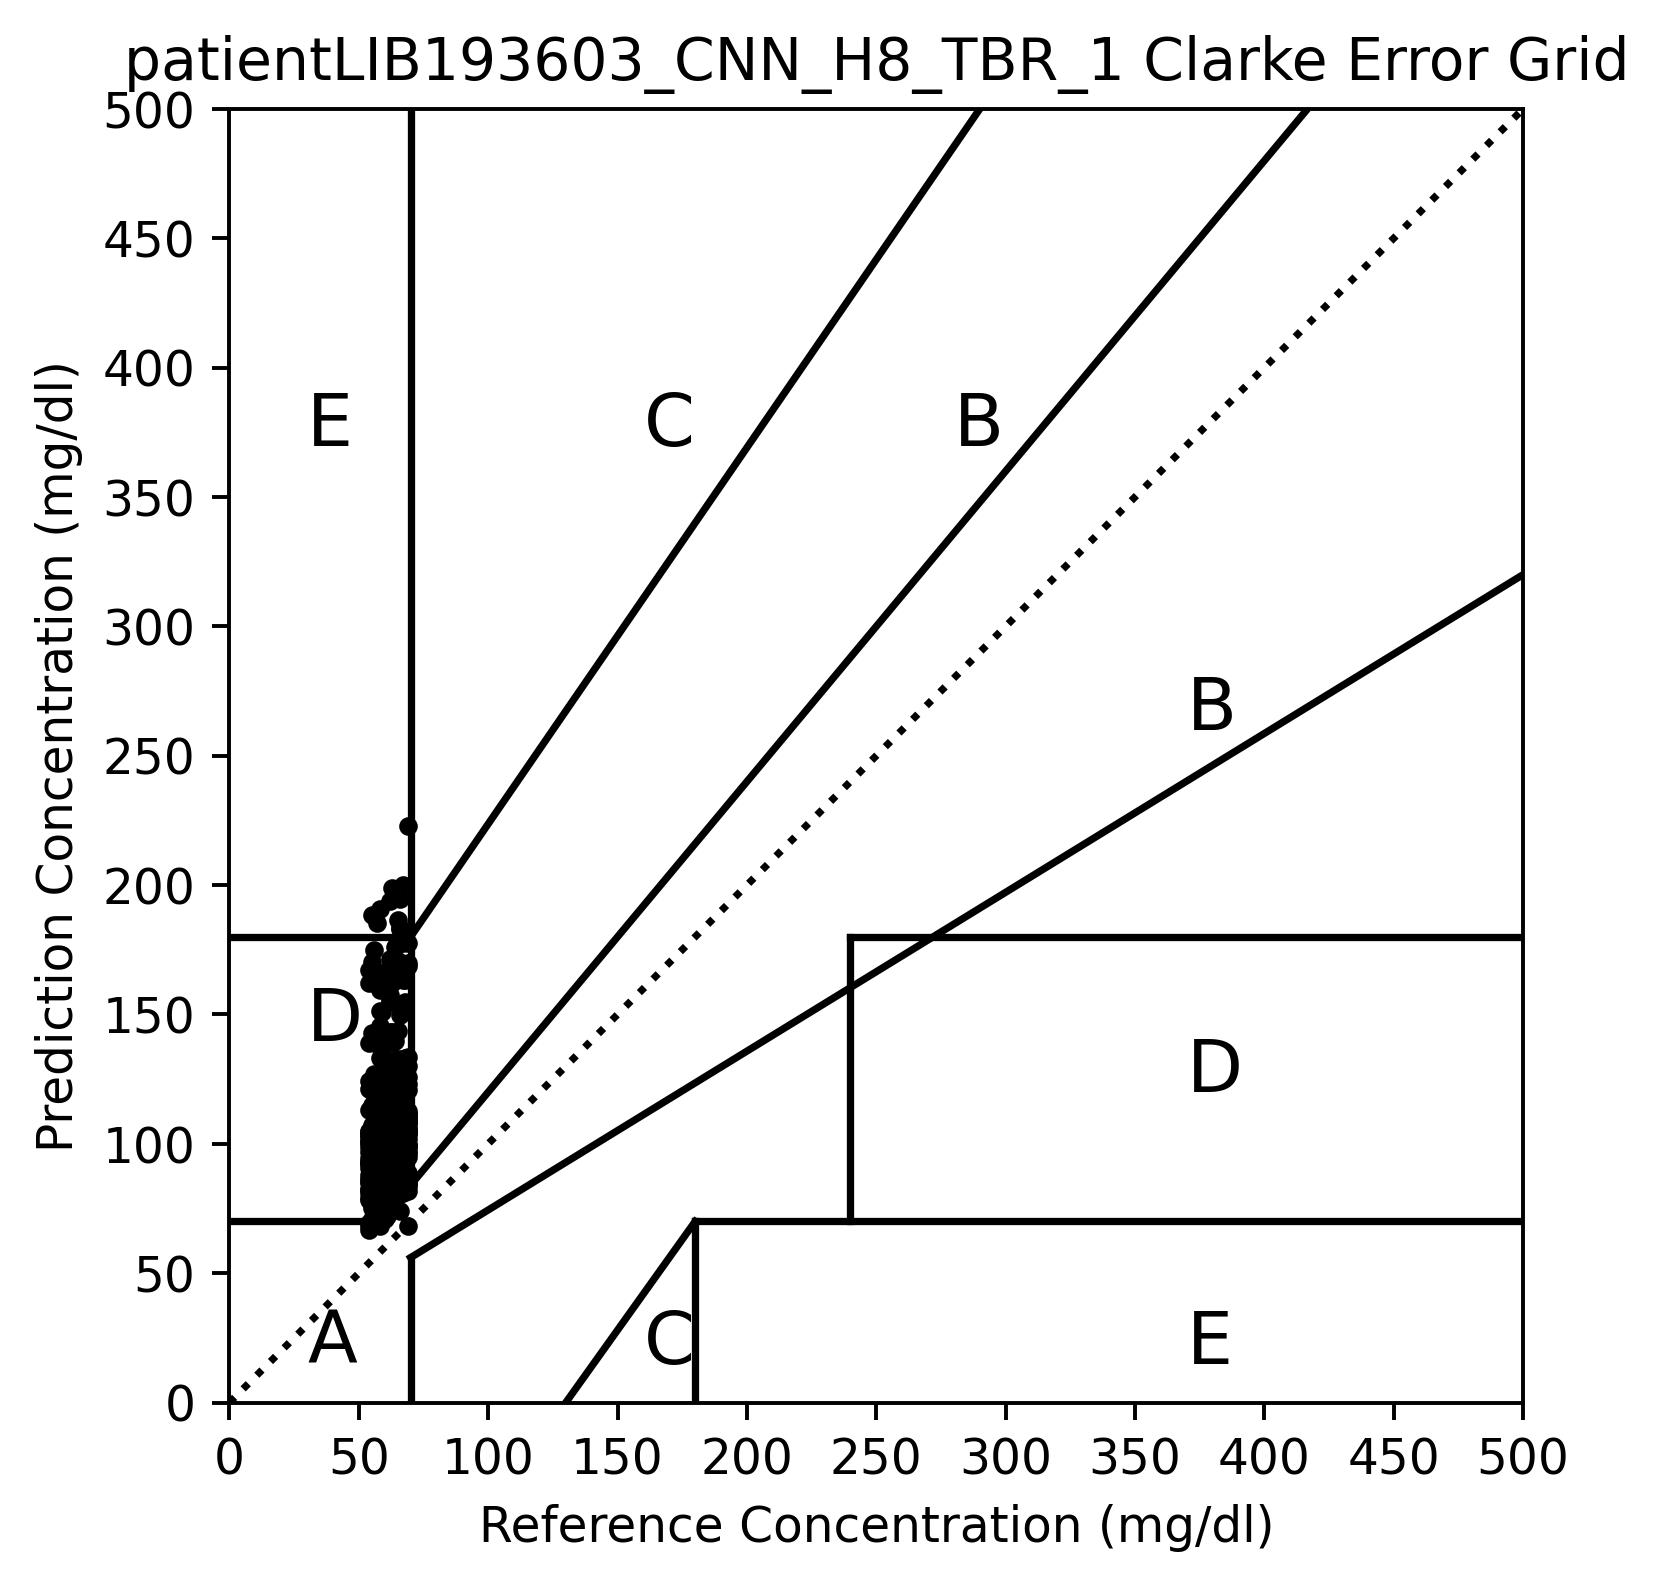 patientLIB193603_CNN_H8_TBR_1 Clarke Error Grid
500
450
400
350
300
250
200
150
100
50
0
Prediction Concentration (mg/dl)
E
C
B
B
D
D
A
C
E
0 50 100 150 200 250 300 350 400 450 500
Reference Concentration (mg/dl)